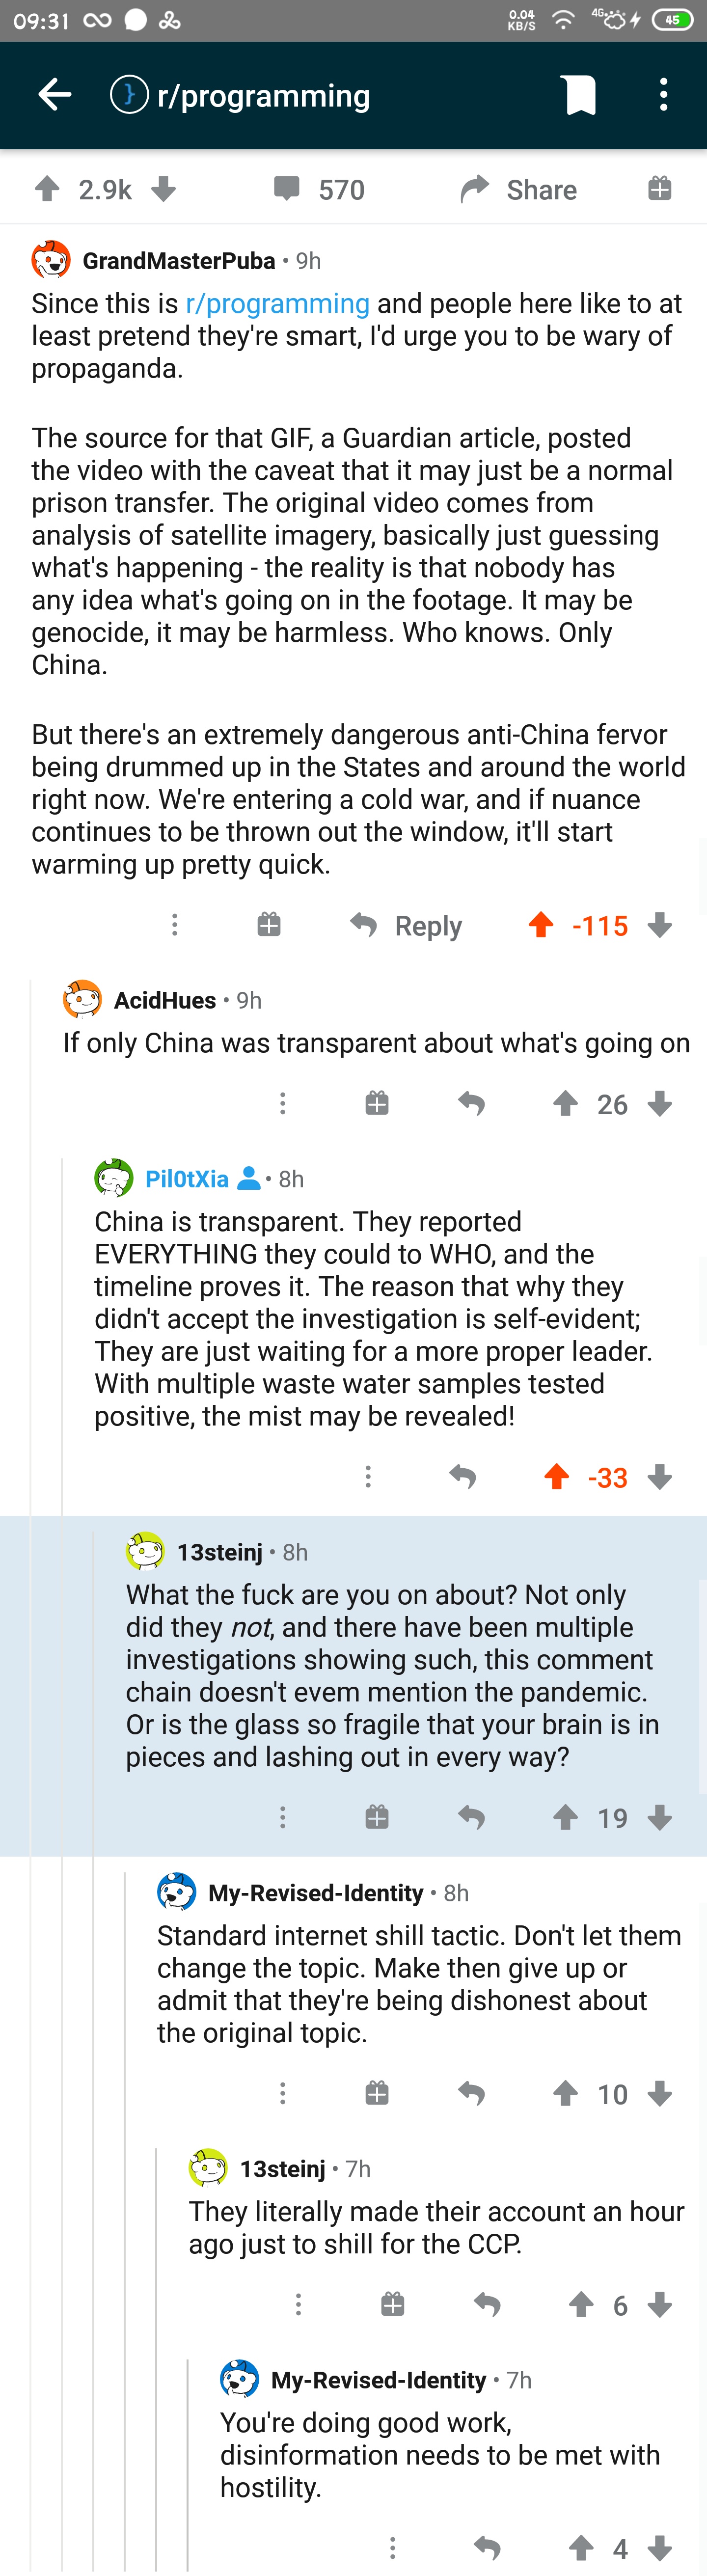 09:31
0.04
KB/S
4G
45
r/programming
2.9k
570
Share
GrandMasterPuba • 9h
Since this is r/programming and people here like to at
least pretend they're smart, I'd urge you to be wary of
propaganda.
The source for that GIF, a Guardian article, posted
the video with the caveat that it may just be a normal
prison transfer. The original video comes from
analysis of satellite imagery, basically just guessing
what's happening - the reality is that nobody has
any idea what's going on in the footage. It may be
genocide, it may be harmless. Who knows. Only
China.
But there's an extremely dangerous anti-China fervor
being drummed up in the States and around the world
right now. We're entering a cold war, and if nuance
continues to be thrown out the window, it'll start
warming up pretty quick.
Reply
-115
AcidHues • 9h
If only China was transparent about what's going on
26
Pil0tXia • 8h
China is transparent. They reported
EVERYTHING they could to WHO, and the
timeline proves it. The reason that why they
didn't accept the investigation is self-evident;
They are just waiting for a more proper leader.
With multiple waste water samples tested
positive, the mist may be revealed!
-33
13steinj • 8h
What the fuck are you on about? Not only
did they not, and there have been multiple
investigations showing such, this comment
chain doesn't evem mention the pandemic.
Or is the glass so fragile that your brain is in
pieces and lashing out in every way?
19
My-Revised-Identity • 8h
Standard internet shill tactic. Don't let them
change the topic. Make then give up or
admit that they're being dishonest about
the original topic.
10
13steinj • 7h
They literally made their account an hour
ago just to shill for the CCP.
6
My-Revised-Identity • 7h
You're doing good work,
disinformation needs to be met with
hostility.
4